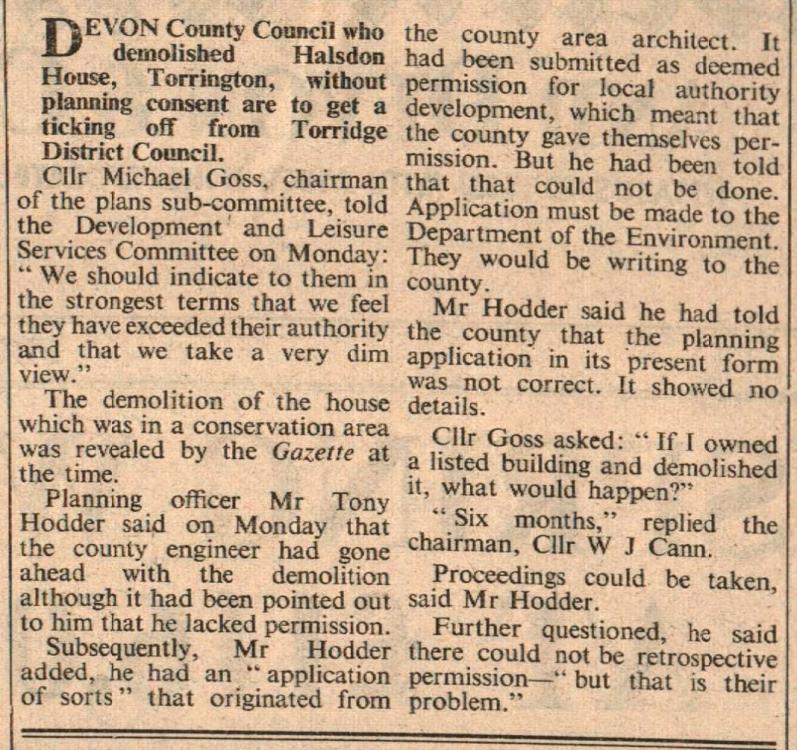 DEVON County Council who
demolished Halsdon
House, Torrington, without
planning consent are to get a
ticking off from Torridge
District Council.
Cllr Michael Goss, chairman
of the plans sub-committee, told
the Development and Leisure
Services Committee on Monday:
“ We should indicate to them in
the strongest terms that we feel
they have exceeded their authority
and that we take a very dim
view.”
The demolition of the house
which was in a conservation area
was revealed by the Gazette at
the time.
Planning officer Mr Tony
Hodder said on Monday that
the county engineer had gone
ahead with the demolition
although it had been pointed out
to him that he lacked permission.
Subsequently, Mr Hodder
added, he had an “ application
of sorts ” that originated from
the county area architect. It
had been submitted as deemed
permission for local authority
development, which meant that
the county gave themselves per-
mission. But he had been told
that that could not be done.
Application must be made to the
Department of the Environment.
They would be writing to the
county.
Mr Hodder said he had told
the county that the planning
application in its present form
was not correct. It showed no
details.
Cllr Goss asked: “ If I owned
a listed building and demolished
it, what would happen?”
“ Six months,” replied the
chairman, Cllr W J Cann.
Proceedings could be taken,
said Mr Hodder.
Further questioned, he said
there could not be retrospective
permission—“ but that is their
problem.”